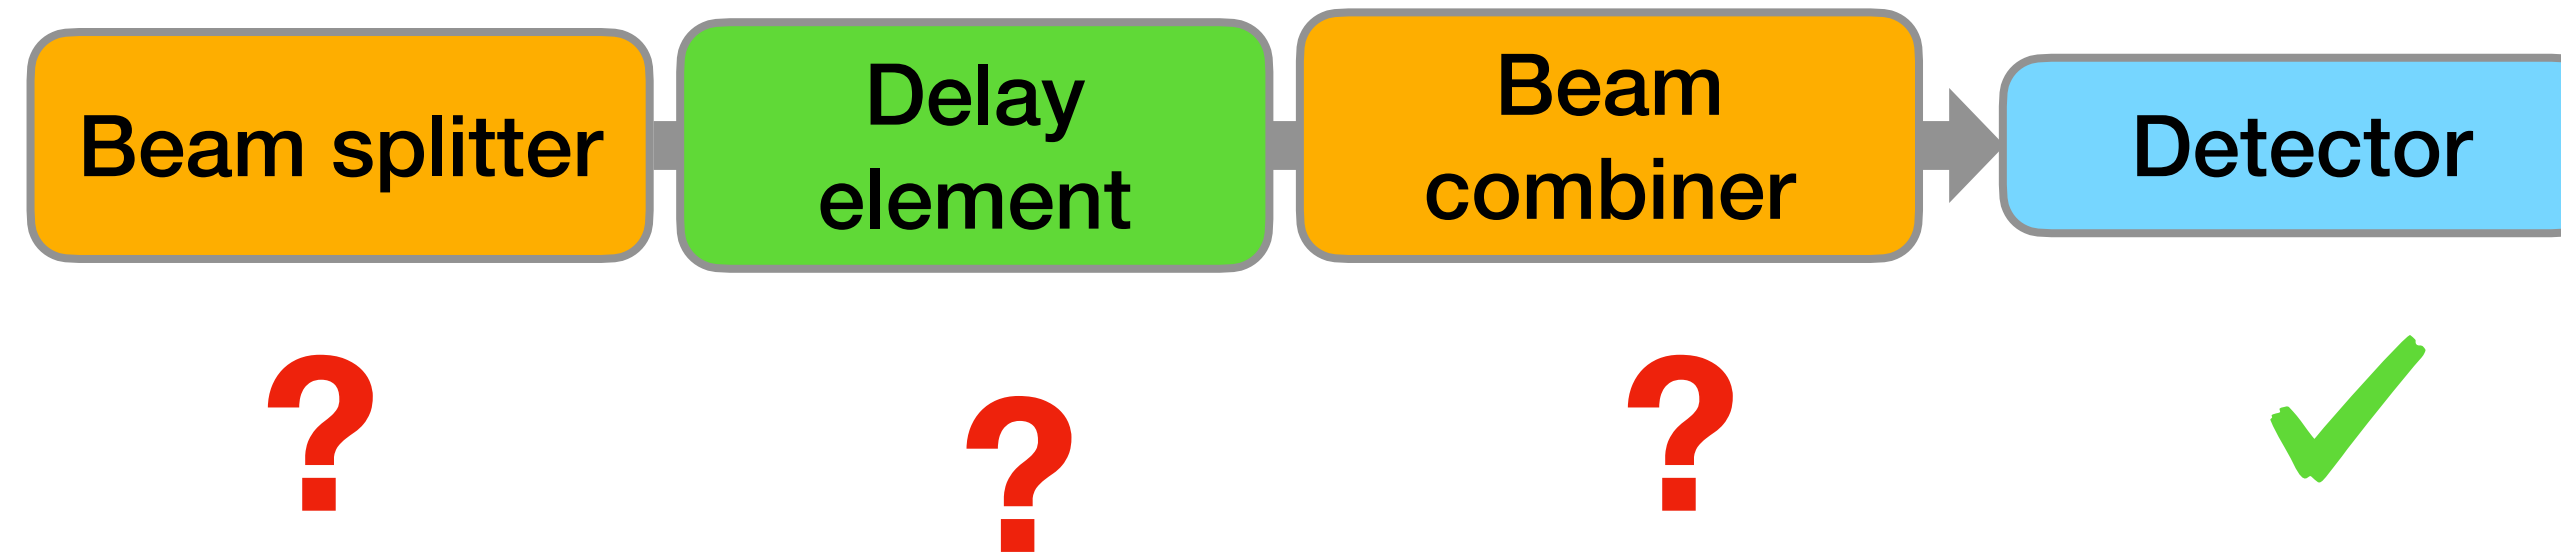 Beam splitter
Delay
element
Beam
combiner
Detector
?
?
?